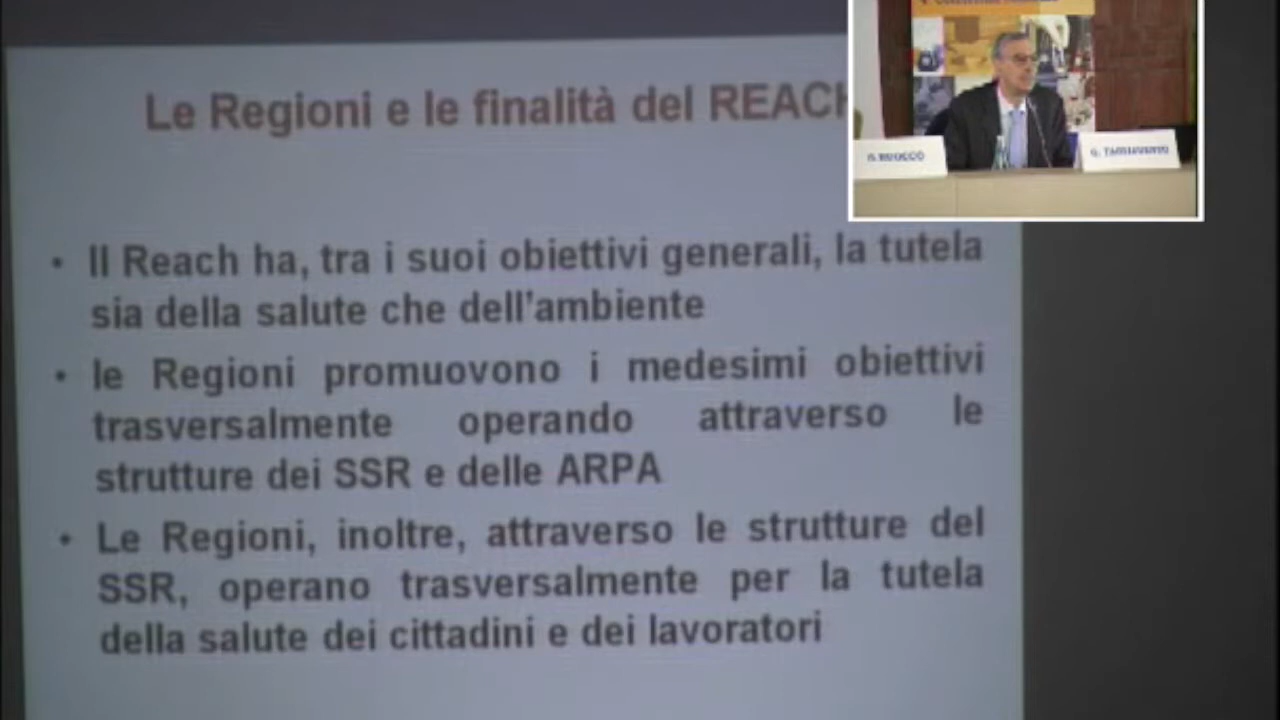 Le Regioni e le finalità del REACH
• Il Reach ha, tra i suoi obiettivi generali, la tutela
sia della salute che dell'ambiente
• le Regioni promuovono i medesimi obiettivi
trasversalmente operando attraverso le
strutture dei SSR e delle ARPA
• Le Regioni, inoltre, attraverso le strutture del
SSR, operano trasversalmente per la tutela
della salute dei cittadini e dei lavoratori
RUOCCO
G.